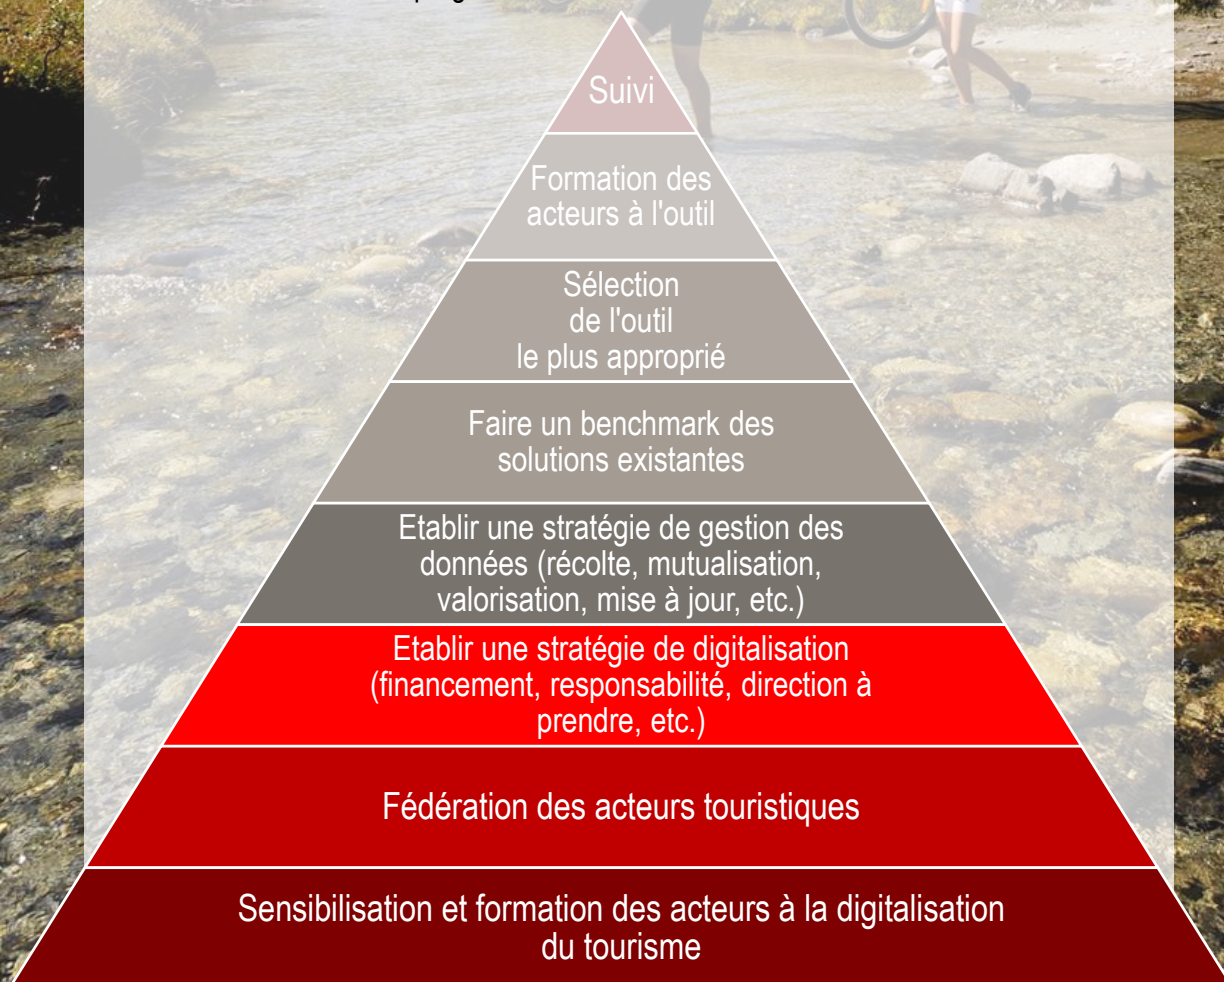 Suivi
Formation des
acteurs à l'outil
Sélection
de l'outil
le plus approprié
Faire un benchmark des
solutions existantes
Etablir une stratégie de gestion des
données (récolte, mutualisation,
valorisation, mise à jour, etc.)
Etablir une stratégie de digitalisation
(financement, responsabilité, direction à
prendre, etc.)
Fédération des acteurs touristiques
Sensibilisation et formation des acteurs à la digitalisation
du tourisme